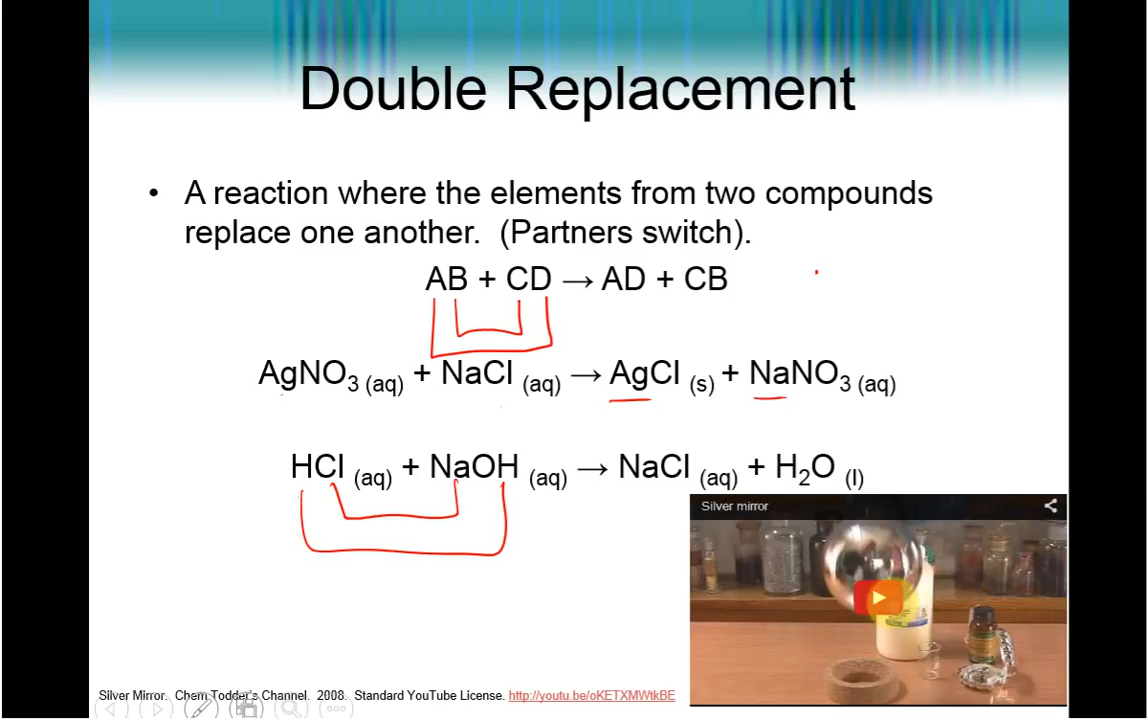 Double Replacement
• A reaction where the elements from two compounds
replace one another.  (Partners switch).
AB + CD → AD + CB
AgNO3 (aq) + NaCl (aq) → AgCl (s) + NaNO3 (aq)
HCl (aq) + NaOH (aq) → NaCl (aq) + H2O (l)
Silver mirror
Silver Mirror.  Chem Todder's Channel.  2008.  Standard YouTube License.  http://youtu.be/oKETXMWtkBE